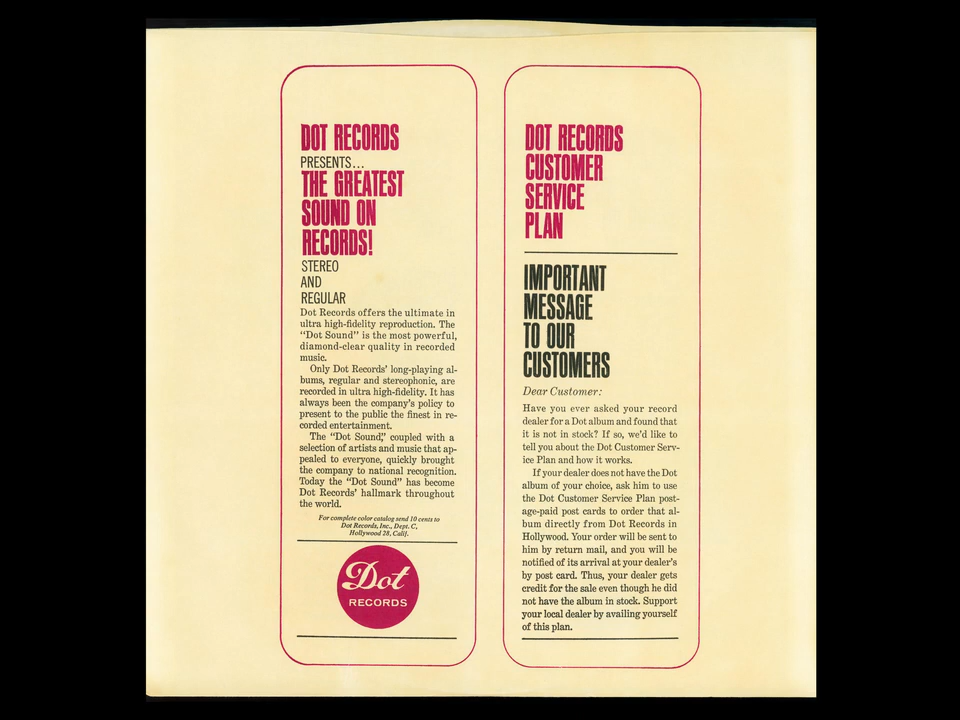 DOT RECORDS
PRESENTS...
THE GREATEST
SOUND ON
RECORDS!
STEREO
AND
REGULAR
Dot Records offers the ultimate in
ultra high-fidelity reproduction. The
“Dot Sound” is the most powerful,
diamond-clear quality in recorded
music.
Only Dot Records’ long-playing al-
bums, regular and stereophonic, are
recorded in ultra high-fidelity. It has
always been the company’s policy to
present to the public the finest in re-
corded entertainment.
The “Dot Sound,” coupled with a
selection of artists and music that ap-
pealed to everyone, quickly brought
the company to national recognition.
Today the “Dot Sound” has become
Dot Records’ hallmark throughout
the world.
For complete color catalog send 10 cents to
Dot Records, Inc., Dept. C,
Hollywood 28, Calif.
Dot
RECORDS
DOT RECORDS
CUSTOMER
SERVICE
PLAN
IMPORTANT
MESSAGE
TO OUR
CUSTOMERS
Dear Customer:
Have you ever asked your record
dealer for a Dot album and found that
it is not in stock? If so, we’d like to
tell you about the Dot Customer Serv-
ice Plan and how it works.
If your dealer does not have the Dot
album of your choice, ask him to use
the Dot Customer Service Plan post-
age-paid post cards to order that al-
bum directly from Dot Records in
Hollywood. Your order will be sent to
him by return mail, and you will be
notified of its arrival at your dealer’s
by post card. Thus, your dealer gets
credit for the sale even though he did
not have the album in stock. Support
your local dealer by availing yourself
of this plan.